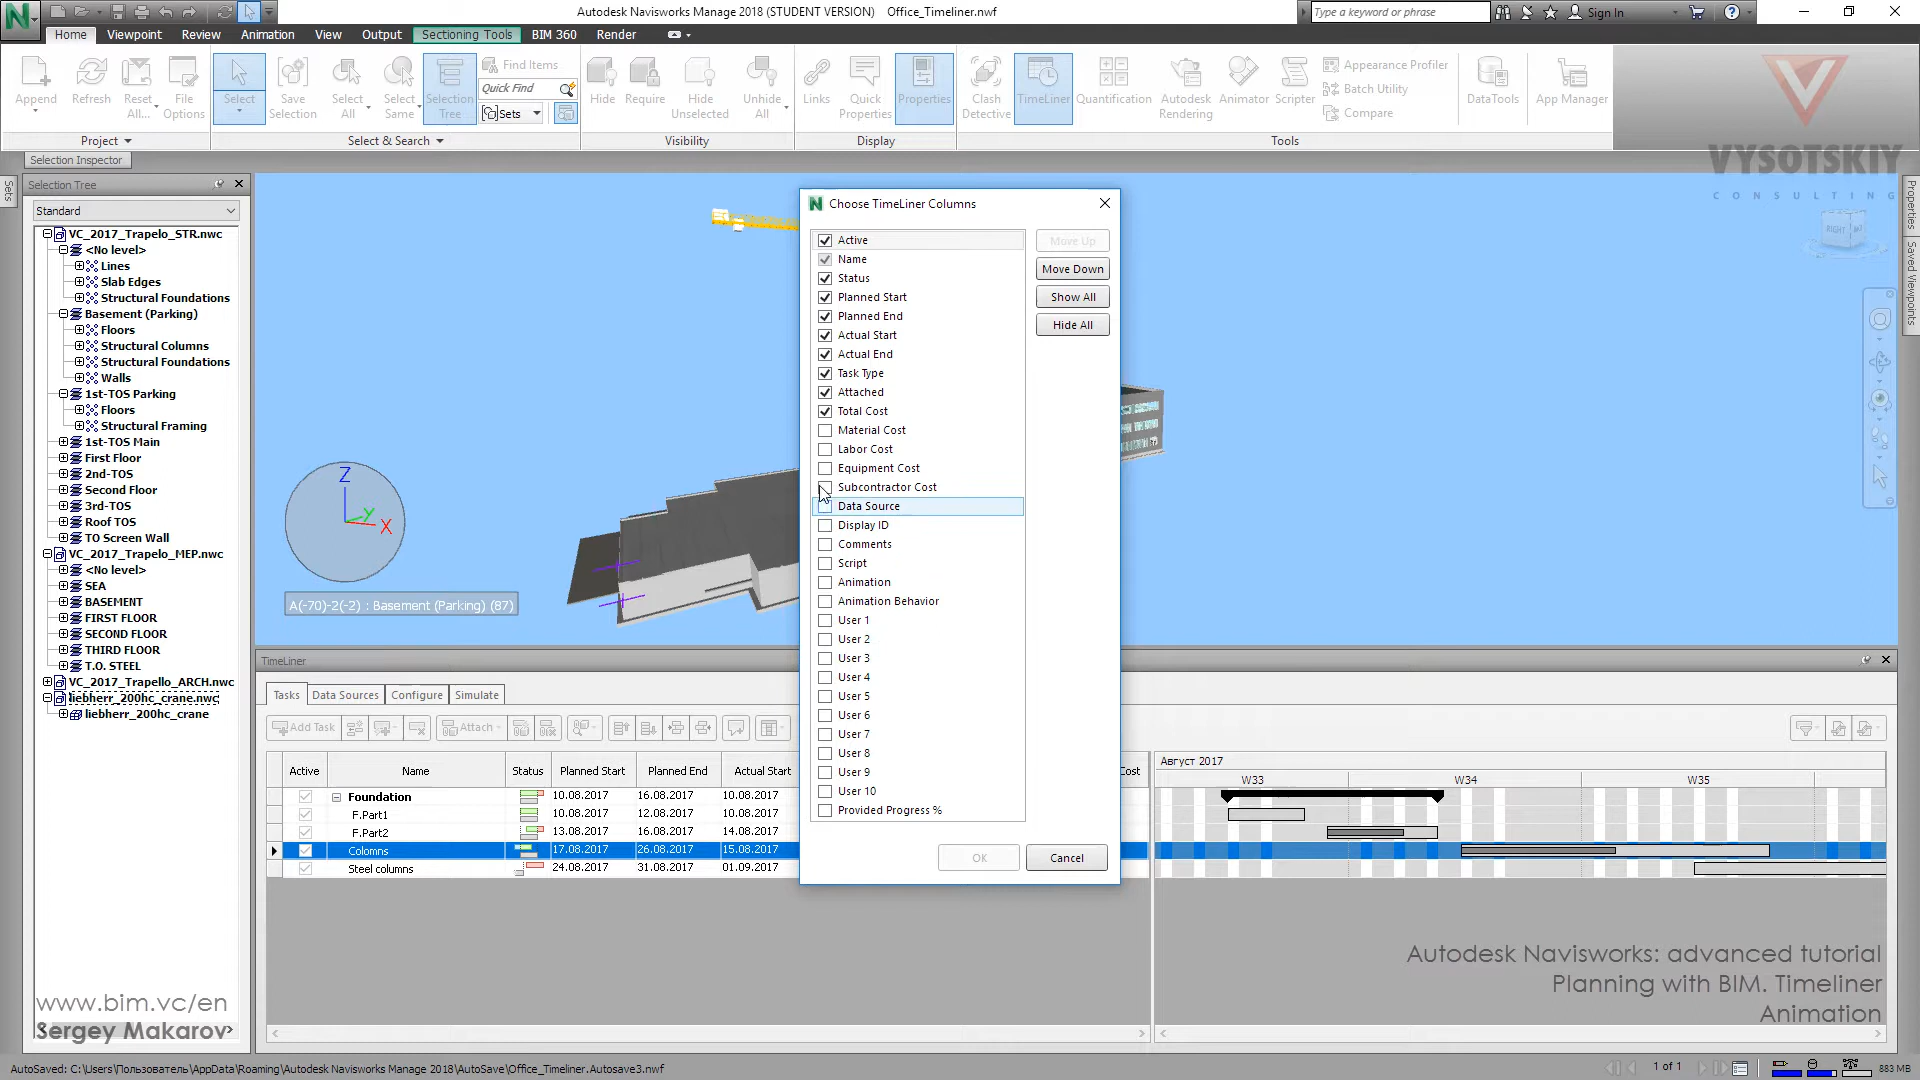 Autodesk Navisworks Manage 2018 (STUDENT VERSION) Office_Timeliner.nwf
Type a keyword or phrase
Sign In
Home Viewpoint Review Animation View Output Sectioning Tools BIM 360 Render
Append
Refresh
Reset All...
File Options
Select
Save Selection
Select All
Select Same
Selection Tree
Find Items
Quick Find
Sets
Hide
Require
Hide Unselected
Unhide All
Links
Quick Properties
Properties
Clash Detective
TimeLiner
Quantification
Autodesk Rendering
Animator
Scripter
Appearance Profiler
Batch Utility
Compare
DataTools
App Manager
Project
Select & Search
Visibility
Display
Tools
VYSOTSKIY
CONSULTING
Selection Inspector
Sets
Selection Tree
Standard
VC_2017_Trapelo_STR.nwc
<No level>
Lines
Slab Edges
Structural Foundations
Basement (Parking)
Floors
Structural Columns
Structural Foundations
Walls
1st-TOS Parking
Floors
Structural Framing
1st-TOS Main
First Floor
2nd-TOS
Second Floor
3rd-TOS
Roof TOS
TO Screen Wall
VC_2017_Trapelo_MEP.nwc
<No level>
SEA
BASEMENT
FIRST FLOOR
SECOND FLOOR
THIRD FLOOR
T.O. STEEL
VC_2017_Trapello_ARCH.nwc
liebherr_200hc_crane.nwc
liebherr_200hc_crane
Z
Y
X
A(-70)-2(-2) : Basement (Parking) (87)
RIGHT
Properties
Saved Viewpoints
Choose TimeLiner Columns
Active
Name
Status
Planned Start
Planned End
Actual Start
Actual End
Task Type
Attached
Total Cost
Material Cost
Labor Cost
Equipment Cost
Subcontractor Cost
Data Source
Display ID
Comments
Script
Animation
Animation Behavior
User 1
User 2
User 3
User 4
User 5
User 6
User 7
User 8
User 9
User 10
Provided Progress %
Move Up
Move Down
Show All
Hide All
OK
Cancel
TimeLiner
Tasks Data Sources Configure Simulate
Add Task
Attach
Active Name Status Planned Start Planned End Actual Start Cost
Foundation 10.08.2017 16.08.2017 10.08.2017
F.Part1 10.08.2017 12.08.2017 10.08.2017
F.Part2 13.08.2017 16.08.2017 14.08.2017
Colomns 17.08.2017 26.08.2017 15.08.2017
Steel columns 24.08.2017 31.08.2017 01.09.2017
Август 2017
W33 W34 W35
Autodesk Navisworks: advanced tutorial
Planning with BIM. Timeliner
Animation
www.bim.vc/en
Sergey Makarov
AutoSaved: C:\Users\Пользователь\AppData\Roaming\Autodesk Navisworks Manage 2018\AutoSave\Office_Timeliner.Autosave3.nwf
1 of 1
883 MB